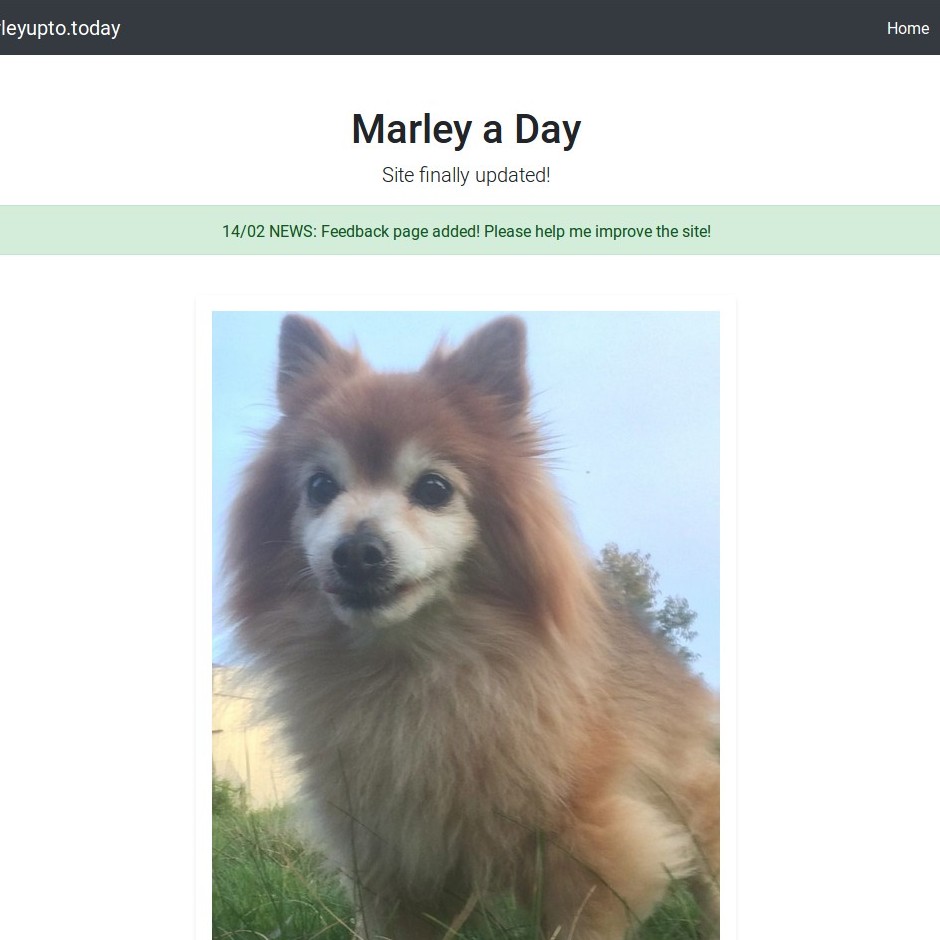 leyupto.today
Home
Marley a Day
Site finally updated!
14/02 NEWS: Feedback page added! Please help me improve the site!